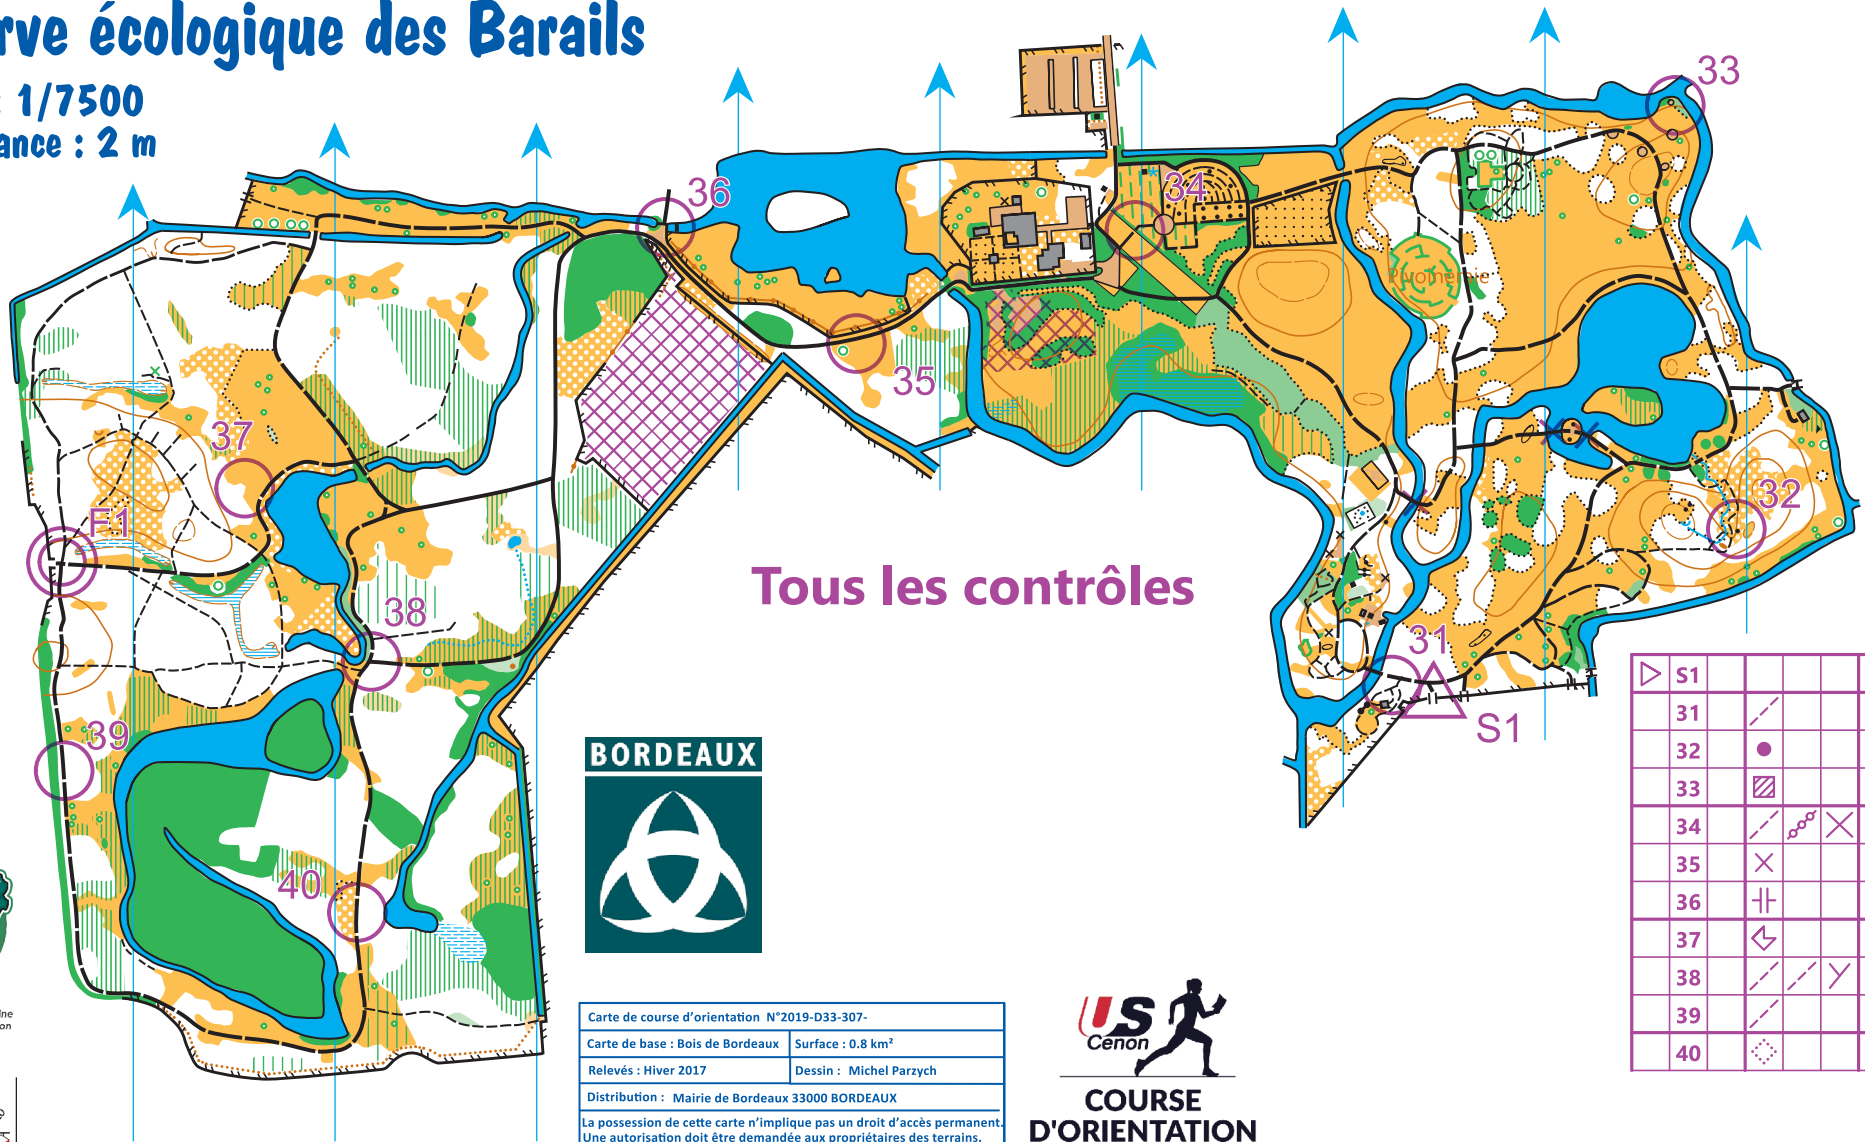 rve écologique des Barails
: 1/7500
ance : 2 m
33
36
34
35
37
F1
32
38
Tous les contrôles
31
S1
39
40
BORDEAUX
S1
31
32
33
34
35
36
37
38
39
40
Carte de course d'orientation N°2019-D33-307-
Carte de base : Bois de Bordeaux Surface : 0.8 km²
Relevés : Hiver 2017 Dessin : Michel Parzych
Distribution : Mairie de Bordeaux 33000 BORDEAUX
La possession de cette carte n'implique pas un droit d'accès permanent.
Une autorisation doit être demandée aux propriétaires des terrains.
US
Cenon
COURSE
D'ORIENTATION
ine
on